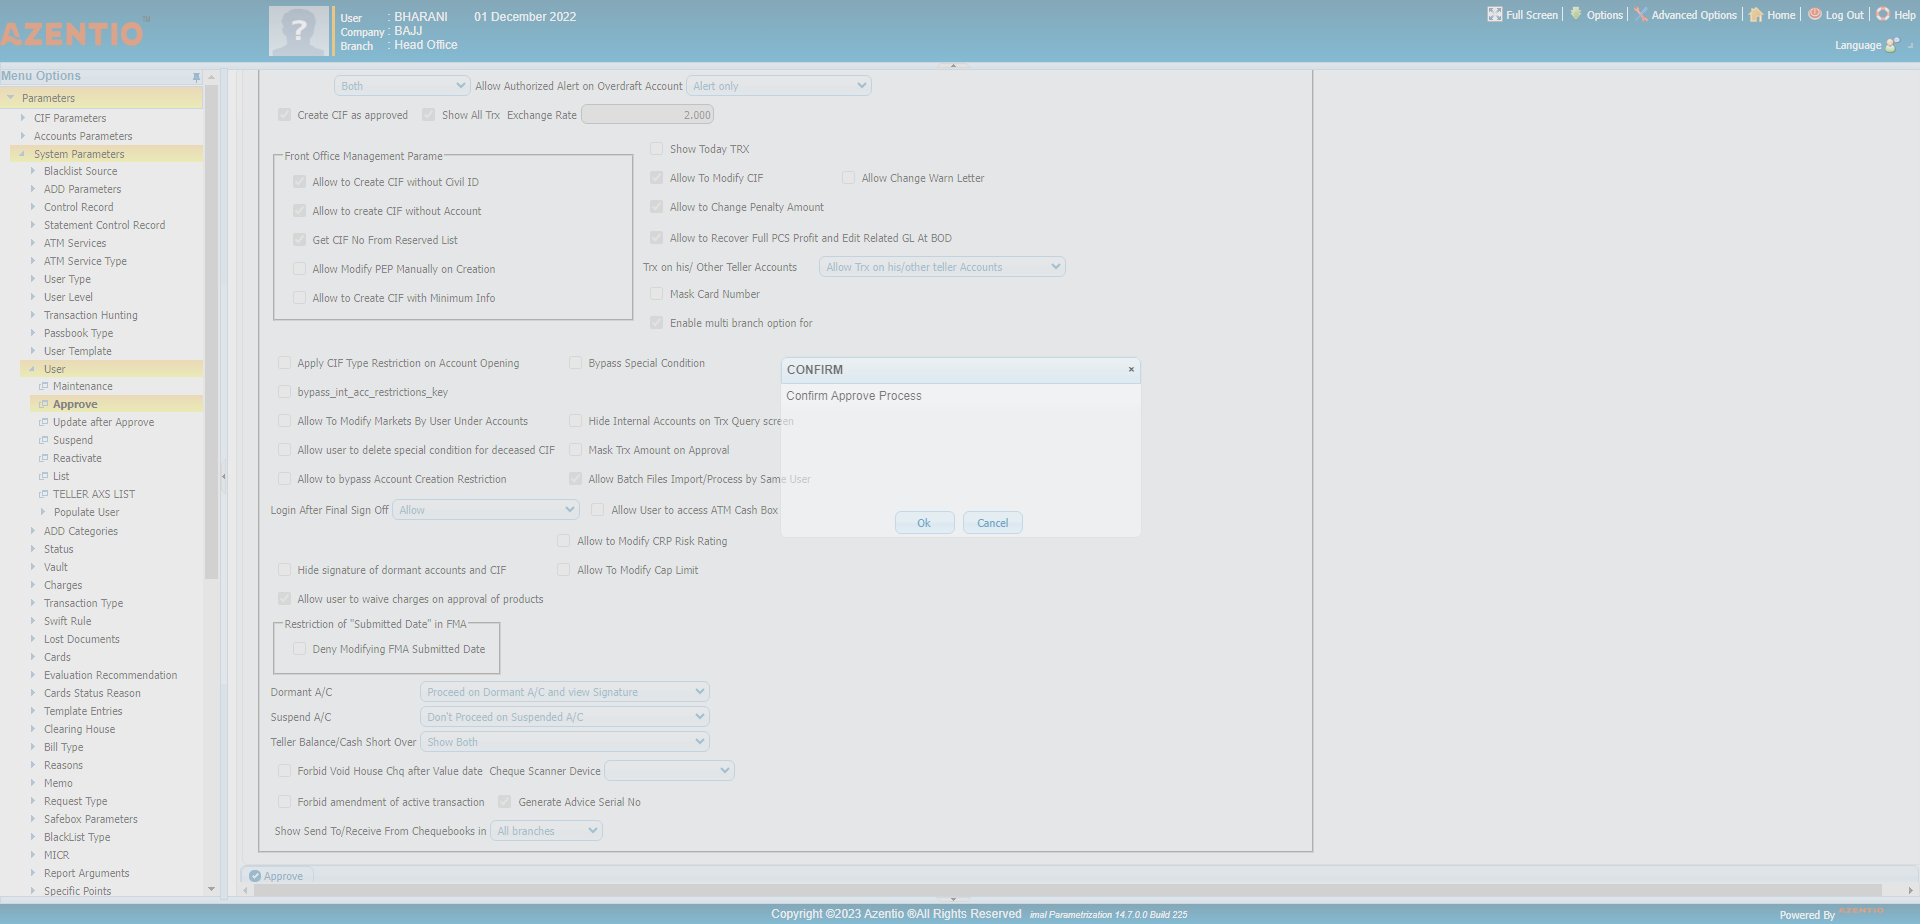 AZENTIO™
User : BHARANI 01 December 2022
Company : BAJJ
Branch : Head Office
Full Screen Options Advanced Options Home Log Out Help
Language
Menu Options
Parameters
CIF Parameters
Accounts Parameters
System Parameters
Blacklist Source
ADD Parameters
Control Record
Statement Control Record
ATM Services
ATM Service Type
User Type
User Level
Transaction Hunting
Passbook Type
User Template
User
Maintenance
Approve
Update after Approve
Suspend
Reactivate
List
TELLER AXS LIST
Populate User
ADD Categories
Status
Vault
Charges
Transaction Type
Swift Rule
Lost Documents
Cards
Evaluation Recommendation
Cards Status Reason
Template Entries
Clearing House
Bill Type
Reasons
Memo
Request Type
Safebox Parameters
BlackList Type
MICR
Report Arguments
Specific Points
Both Allow Authorized Alert on Overdraft Account Alert only
Create CIF as approved Show All Trx Exchange Rate 2.000
Front Office Management Parame
Allow to Create CIF without Civil ID
Allow to create CIF without Account
Get CIF No From Reserved List
Allow Modify PEP Manually on Creation
Allow to Create CIF with Minimum Info
Show Today TRX
Allow To Modify CIF Allow Change Warn Letter
Allow to Change Penalty Amount
Allow to Recover Full PCS Profit and Edit Related GL At BOD
Trx on his/ Other Teller Accounts Allow Trx on his/other teller Accounts
Mask Card Number
Enable multi branch option for
Apply CIF Type Restriction on Account Opening Bypass Special Condition
bypass_int_acc_restrictions_key
Allow To Modify Markets By User Under Accounts Hide Internal Accounts on Trx Query screen
Allow user to delete special condition for deceased CIF Mask Trx Amount on Approval
Allow to bypass Account Creation Restriction Allow Batch Files Import/Process by Same User
Login After Final Sign Off Allow Allow User to access ATM Cash Box
Allow to Modify CRP Risk Rating
Hide signature of dormant accounts and CIF Allow To Modify Cap Limit
Allow user to waive charges on approval of products
Restriction of "Submitted Date" in FMA
Deny Modifying FMA Submitted Date
Dormant A/C Proceed on Dormant A/C and view Signature
Suspend A/C Don't Proceed on Suspended A/C
Teller Balance/Cash Short Over Show Both
Forbid Void House Chq after Value date Cheque Scanner Device
Forbid amendment of active transaction Generate Advice Serial No
Show Send To/Receive From Chequebooks in All branches
CONFIRM ×
Confirm Approve Process
Ok Cancel
Approve
Copyright ©2023 Azentio ®All Rights Reserved imal Parametrization 14.7.0.0 Build 225
Powered By AZENTIO